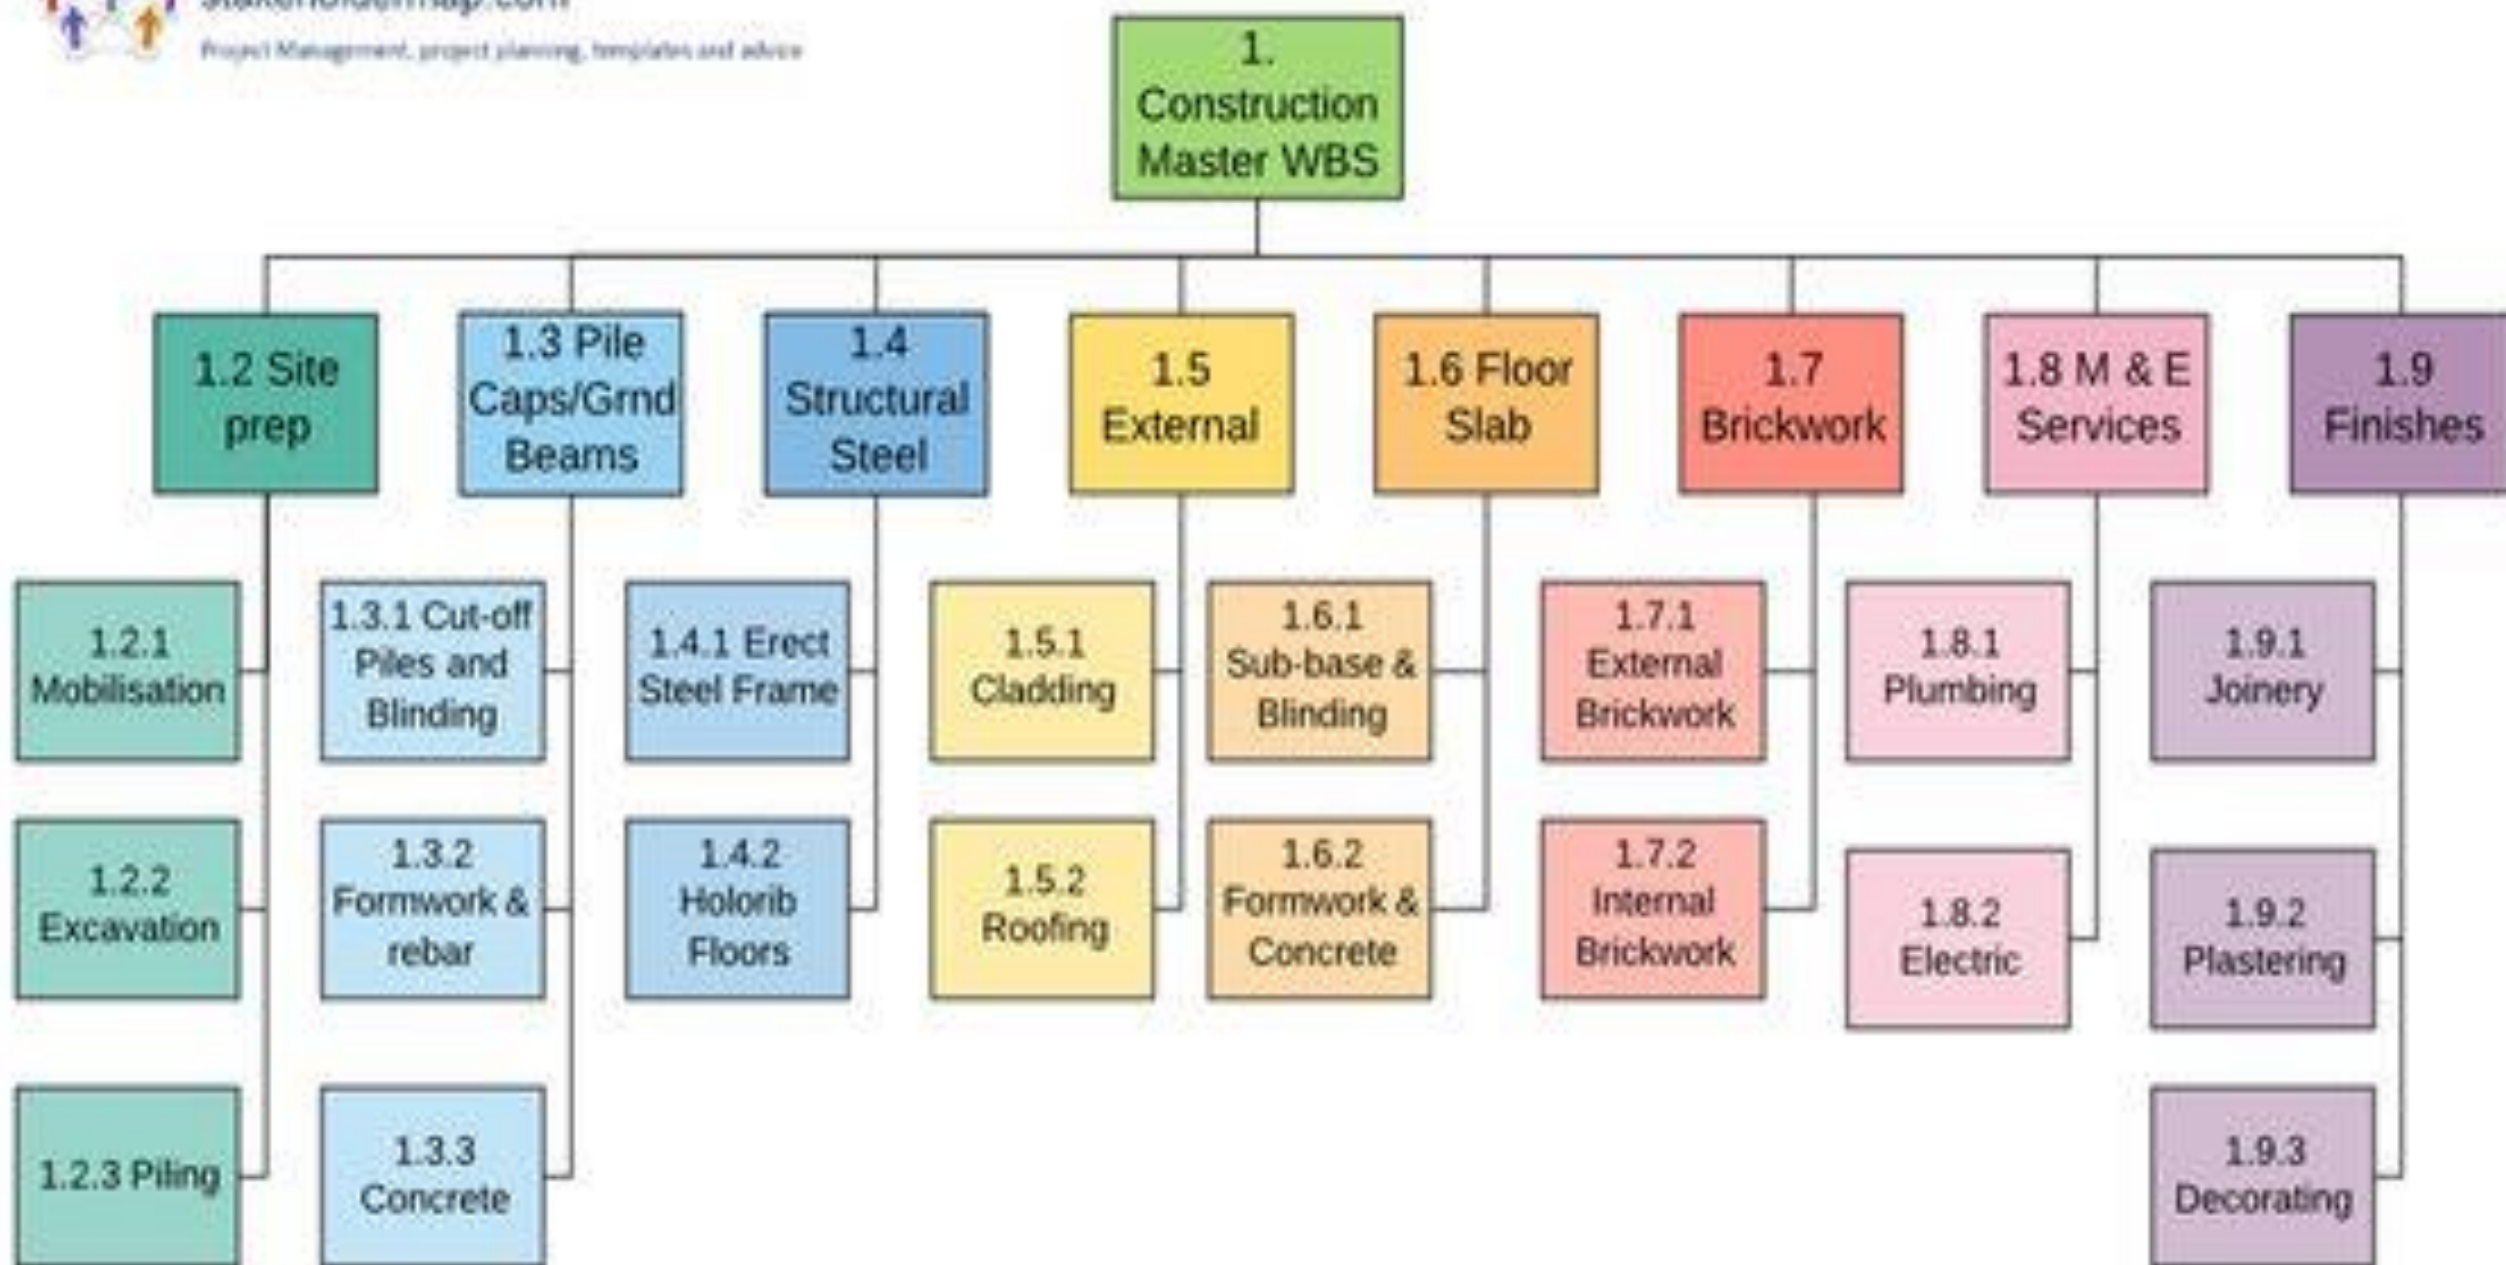 stakeholdermap.com
Project Management, project planning, templates and advice
1.
Construction
Master WBS
1.2 Site
prep
1.3 Pile
Caps/Grnd
Beams
1.4
Structural
Steel
1.5
External
1.6 Floor
Slab
1.7
Brickwork
1.8 M & E
Services
1.9
Finishes
1.2.1
Mobilisation
1.3.1 Cut-off
Piles and
Blinding
1.4.1 Erect
Steel Frame
1.5.1
Cladding
1.6.1
Sub-base &
Blinding
1.7.1
External
Brickwork
1.8.1
Plumbing
1.9.1
Joinery
1.2.2
Excavation
1.3.2
Formwork &
rebar
1.4.2
Holorib
Floors
1.5.2
Roofing
1.6.2
Formwork &
Concrete
1.7.2
Internal
Brickwork
1.8.2
Electric
1.9.2
Plastering
1.2.3 Piling
1.3.3
Concrete
1.9.3
Decorating